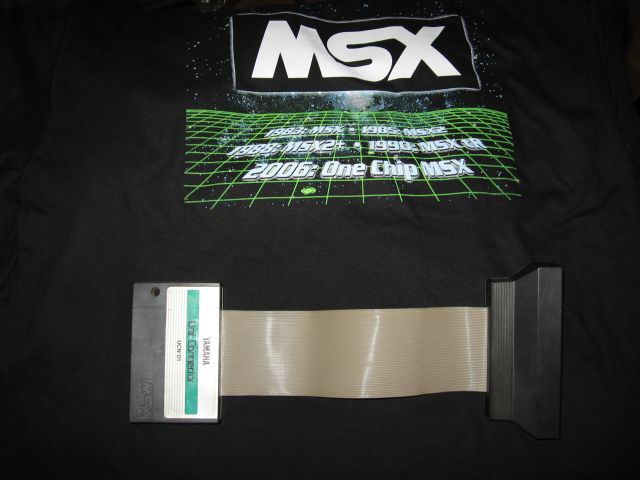 MSX
1983: MSX • 1985: MSX2
1988: MSX2+ • 1990: MSX tR
2006: One Chip MSX
YAMAHA
Unit Connector
UCN-01
MSX